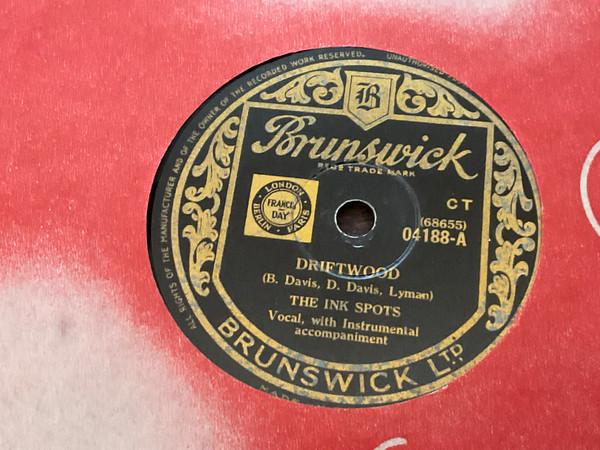 ALL RIGHTS OF THE MANUFACTURER AND OF THE OWNER OF THE RECORDED WORK RESERVED.
UNAUTHORISED
B
Brunswick
REGD TRADE MARK
LONDON
FRANCIS
DAY
BERLIN PARIS
CT
(68655)
04188-A
DRIFTWOOD
(B. Davis, D. Davis, Lyman)
THE INK SPOTS
Vocal, with Instrumental
accompaniment
BRUNSWICK LTD
MADE